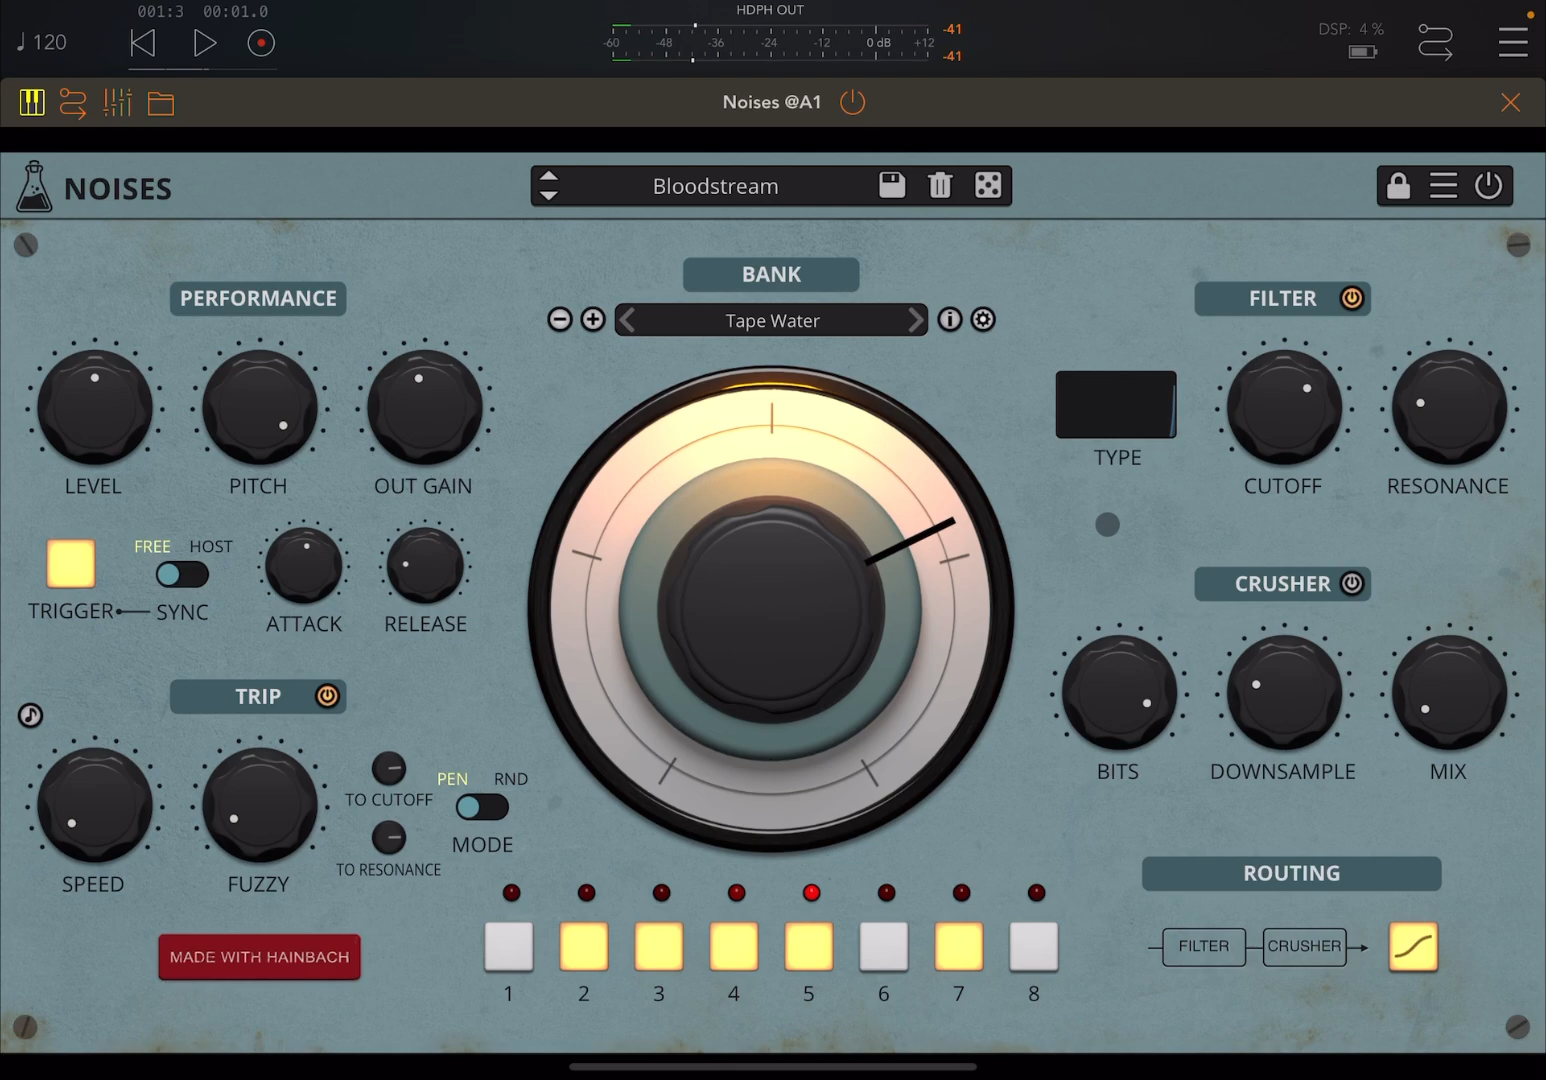 001:3 00:01.0
HDPH OUT
120
-60 -48 -36 -24 -12 0 dB +12
-41
-41
DSP: 4 %
Noises @A1
NOISES
Bloodstream
BANK
PERFORMANCE
FILTER
Tape Water
TYPE
LEVEL PITCH OUT GAIN
CUTOFF RESONANCE
FREE HOST
TRIGGER SYNC
ATTACK RELEASE
CRUSHER
TRIP
BITS DOWNSAMPLE MIX
PEN RND
TO CUTOFF
MODE
TO RESONANCE
SPEED FUZZY
ROUTING
MADE WITH HAINBACH
FILTER CRUSHER
1 2 3 4 5 6 7 8